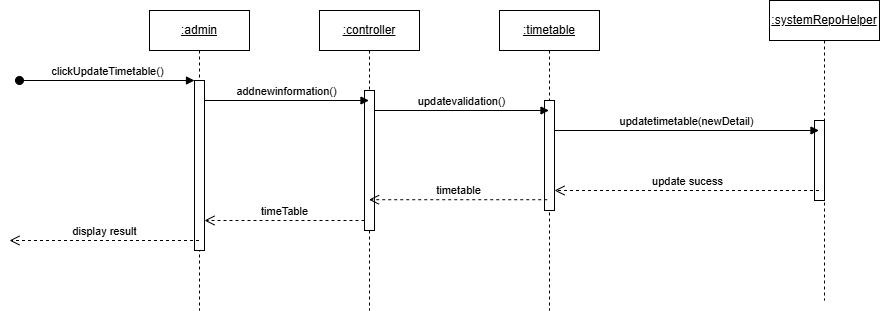 :admin
:controller
:timetable
:systemRepoHelper
clickUpdateTimetable()
addnewinformation()
updatevalidation()
updatetimetable(newDetail)
update sucess
timetable
timeTable
display result